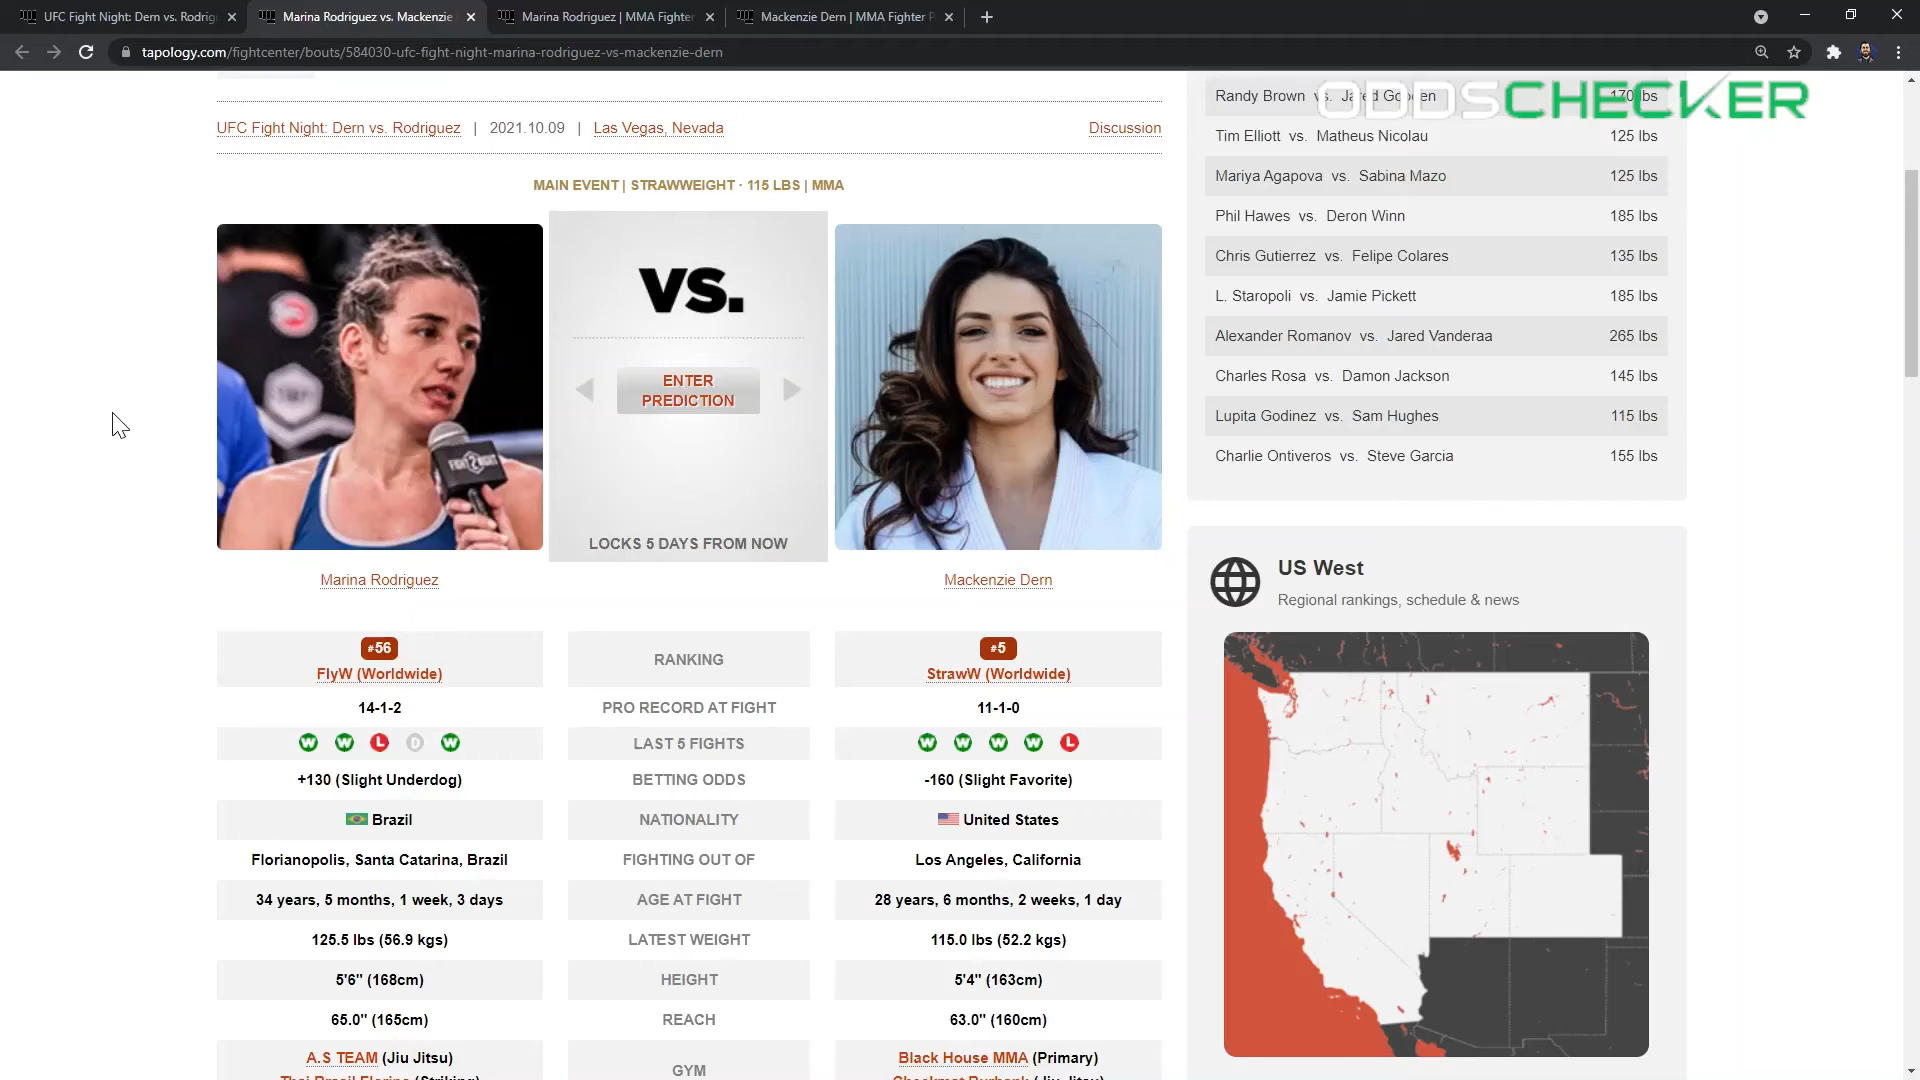 UFC Fight Night: Dern vs. Rodrig
Marina Rodriguez vs. Mackenzie
Marina Rodriguez | MMA Fighter
Mackenzie Dern | MMA Fighter P
tapology.com/fightcenter/bouts/584030-ufc-fight-night-marina-rodriguez-vs-mackenzie-dern
ODDSCHECKER
UFC Fight Night: Dern vs. Rodriguez | 2021.10.09 | Las Vegas, Nevada
Discussion
MAIN EVENT | STRAWWEIGHT · 115 LBS | MMA
VS.
ENTER
PREDICTION
LOCKS 5 DAYS FROM NOW
FIGHT2NIGHT
Marina Rodriguez
Mackenzie Dern
#56
FlyW (Worldwide)
RANKING
#5
StrawW (Worldwide)
14-1-2 PRO RECORD AT FIGHT 11-1-0
W W L D W LAST 5 FIGHTS W W W W L
+130 (Slight Underdog) BETTING ODDS -160 (Slight Favorite)
Brazil NATIONALITY United States
Florianopolis, Santa Catarina, Brazil FIGHTING OUT OF Los Angeles, California
34 years, 5 months, 1 week, 3 days AGE AT FIGHT 28 years, 6 months, 2 weeks, 1 day
125.5 lbs (56.9 kgs) LATEST WEIGHT 115.0 lbs (52.2 kgs)
5'6" (168cm) HEIGHT 5'4" (163cm)
65.0" (165cm) REACH 63.0" (160cm)
A.S TEAM (Jiu Jitsu)
Thai Brasil Floripa (Striking)
GYM
Black House MMA (Primary)
Checkmat Burbank (Jiu Jitsu)
Randy Brown vs. Jared Gooden 170 lbs
Tim Elliott vs. Matheus Nicolau 125 lbs
Mariya Agapova vs. Sabina Mazo 125 lbs
Phil Hawes vs. Deron Winn 185 lbs
Chris Gutierrez vs. Felipe Colares 135 lbs
L. Staropoli vs. Jamie Pickett 185 lbs
Alexander Romanov vs. Jared Vanderaa 265 lbs
Charles Rosa vs. Damon Jackson 145 lbs
Lupita Godinez vs. Sam Hughes 115 lbs
Charlie Ontiveros vs. Steve Garcia 155 lbs
US West
Regional rankings, schedule & news